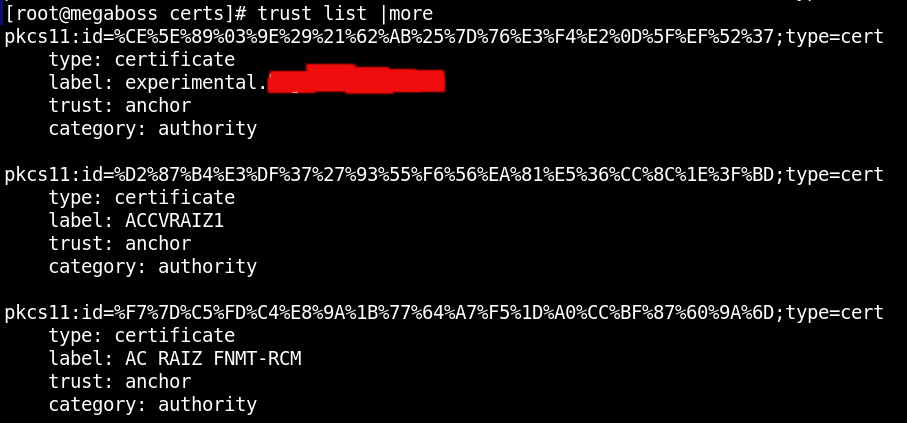 [root@megaboss certs]# trust list |more
pkcs11:id=%CE%5E%89%03%9E%29%21%62%AB%25%7D%76%E3%F4%E2%0D%5F%EF%52%37;type=cert
type: certificate
label: experimental.
trust: anchor
category: authority
pkcs11:id=%D2%87%B4%E3%DF%37%27%93%55%F6%56%EA%81%E5%36%CC%8C%1E%3F%BD;type=cert
type: certificate
label: ACCVRAIZ1
trust: anchor
category: authority
pkcs11:id=%F7%7D%C5%FD%C4%E8%9A%1B%77%64%A7%F5%1D%A0%CC%BF%87%60%9A%6D;type=cert
type: certificate
label: AC RAIZ FNMT-RCM
trust: anchor
category: authority